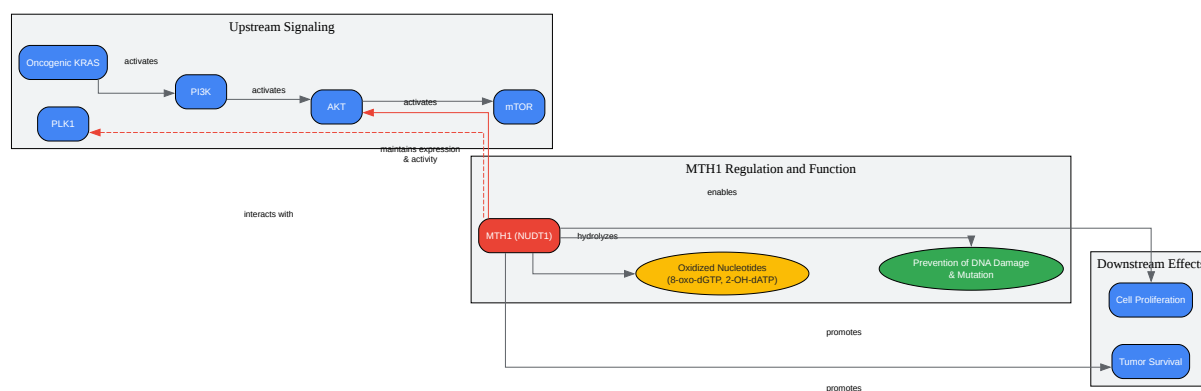 Upstream Signaling
Oncogenic KRAS
activates
PI3K
activates
AKT
activates
mTOR
PLK1
maintains expression
& activity
interacts with
MTH1 Regulation and Function
enables
MTH1 (NUDT1)
hydrolyzes
Oxidized Nucleotides
(8-oxo-dGTP, 2-OH-dATP)
Prevention of DNA Damage
& Mutation
Downstream Effects
Cell Proliferation
promotes
Tumor Survival
promotes